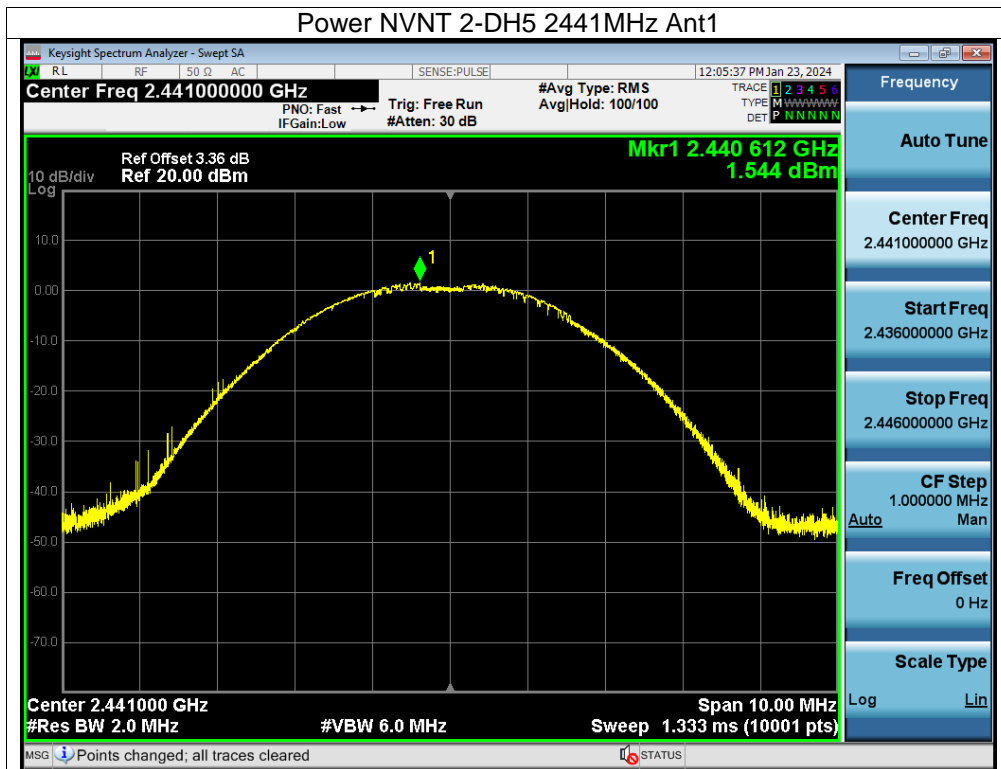 Power NVNT 2-DH5 2441MHz Ant1
Keysight Spectrum Analyzer - Swept SA
LXI RL RF 50 Ω AC SENSE:PULSE 12:05:37 PM Jan 23, 2024
Center Freq 2.441000000 GHz
PNO: Fast
IFGain:Low
Trig: Free Run
#Atten: 30 dB
#Avg Type: RMS
Avg|Hold: 100/100
TRACE 1 2 3 4 5 6
TYPE M WWWWW
DET P N N N N N
Mkr1 2.440 612 GHz
1.544 dBm
Ref Offset 3.36 dB
10 dB/div Ref 20.00 dBm
Log
10.0
0.00
-10.0
-20.0
-30.0
-40.0
-50.0
-60.0
-70.0
1
Center 2.441000 GHz Span 10.00 MHz
#Res BW 2.0 MHz #VBW 6.0 MHz Sweep 1.333 ms (10001 pts)
MSG Points changed; all traces cleared STATUS
Frequency
Auto Tune
Center Freq
2.441000000 GHz
Start Freq
2.436000000 GHz
Stop Freq
2.446000000 GHz
CF Step
1.000000 MHz
Auto Man
Freq Offset
0 Hz
Scale Type
Log Lin